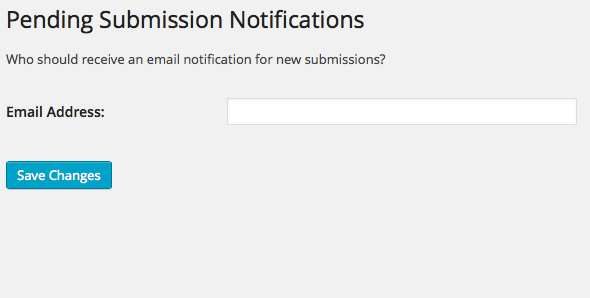 Pending Submission Notifications
Who should receive an email notification for new submissions?
Email Address:
Save Changes